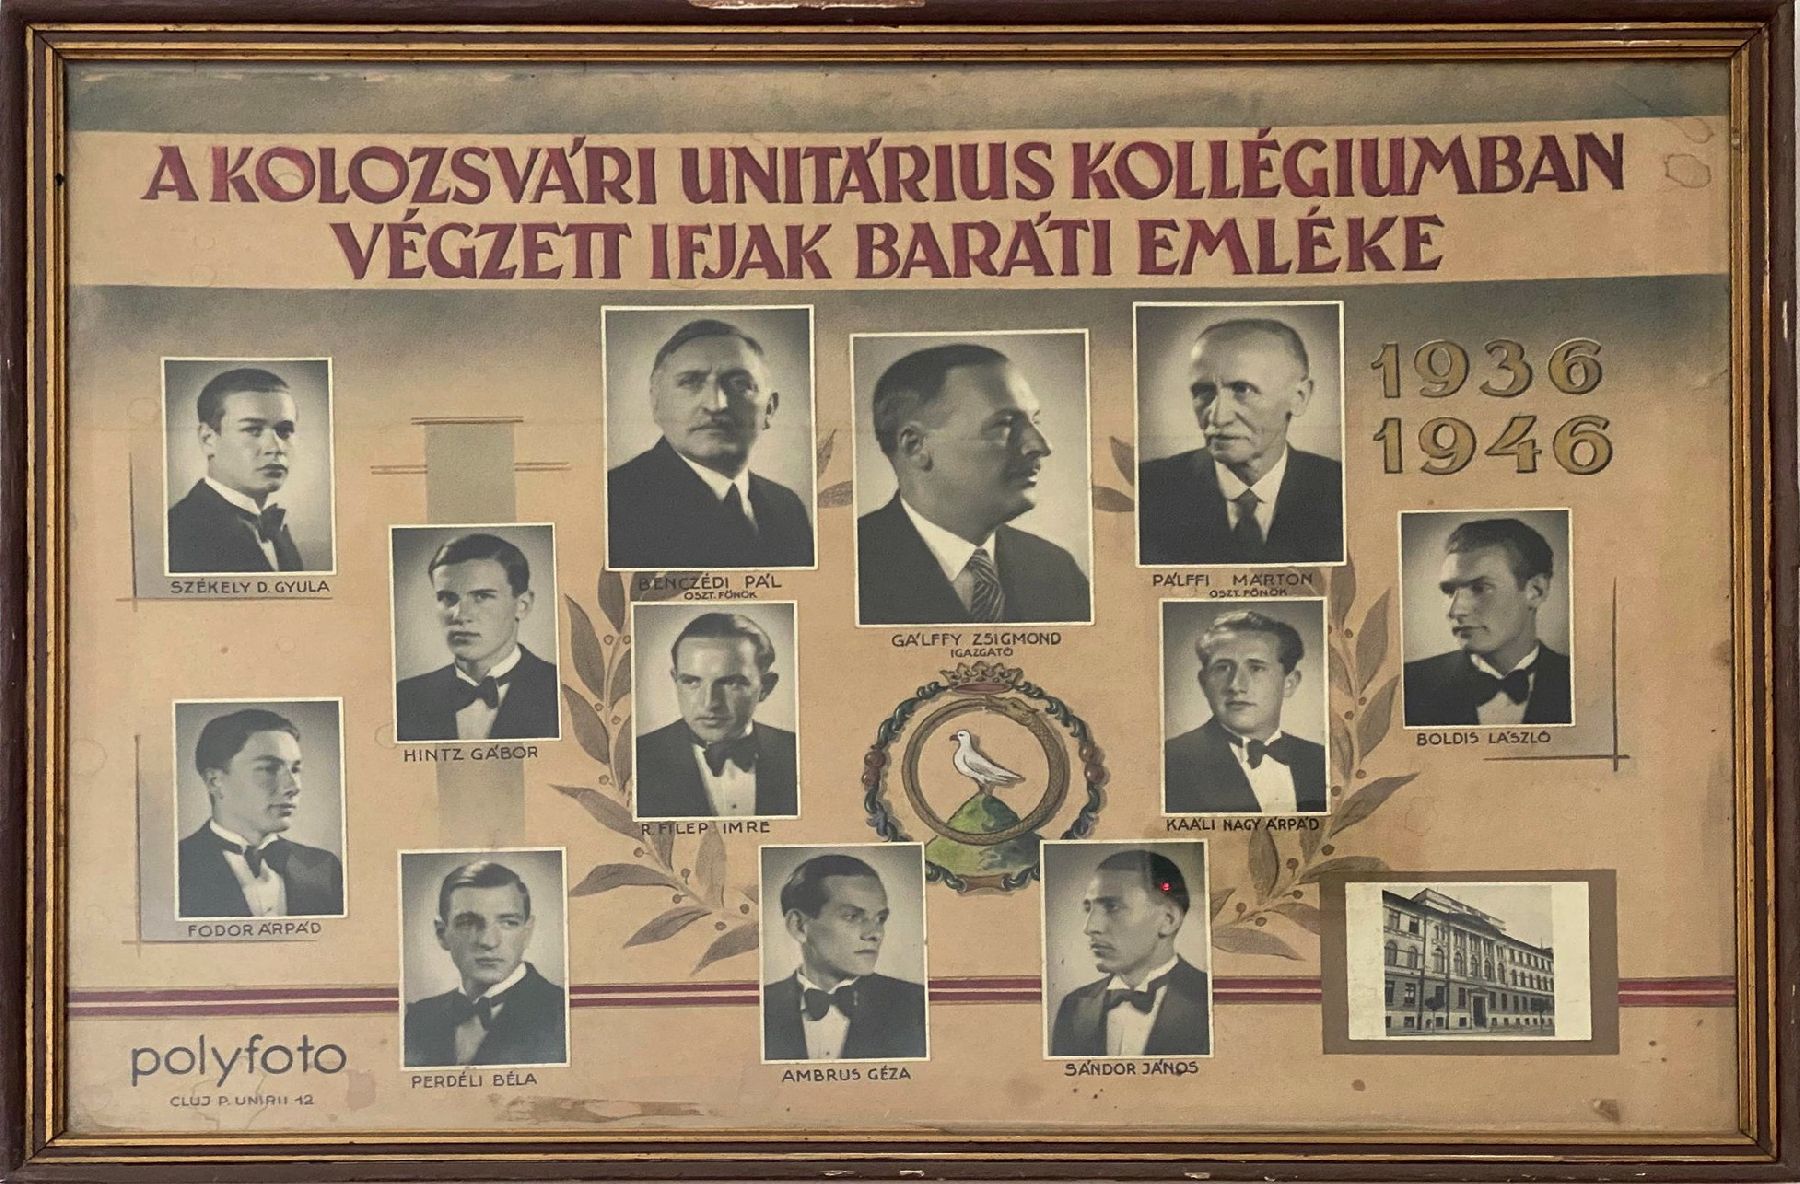 A KOLOZSVÁRI UNITÁRIUS KOLLÉGIUMBAN
VÉGZETT IFJAK BARÁTI EMLÉKE
1936
1946
SZÉKELY D. GYULA
BENCZÉDI PÁL
OSZT. FŐNÖK
GÁLFFY ZSIGMOND
IGAZGATÓ
PÁLFFI MÁRTON
OSZT. FŐNÖK
HINTZ GÁBOR
BOLDIS LÁSZLÓ
R. FILEP IMRE
KAÁLI NAGY ÁRPÁD
FODOR ÁRPÁD
PERDÉLI BÉLA
AMBRUS GÉZA
SÁNDOR JÁNOS
polyfoto
CLUJ P. UNIRII 12